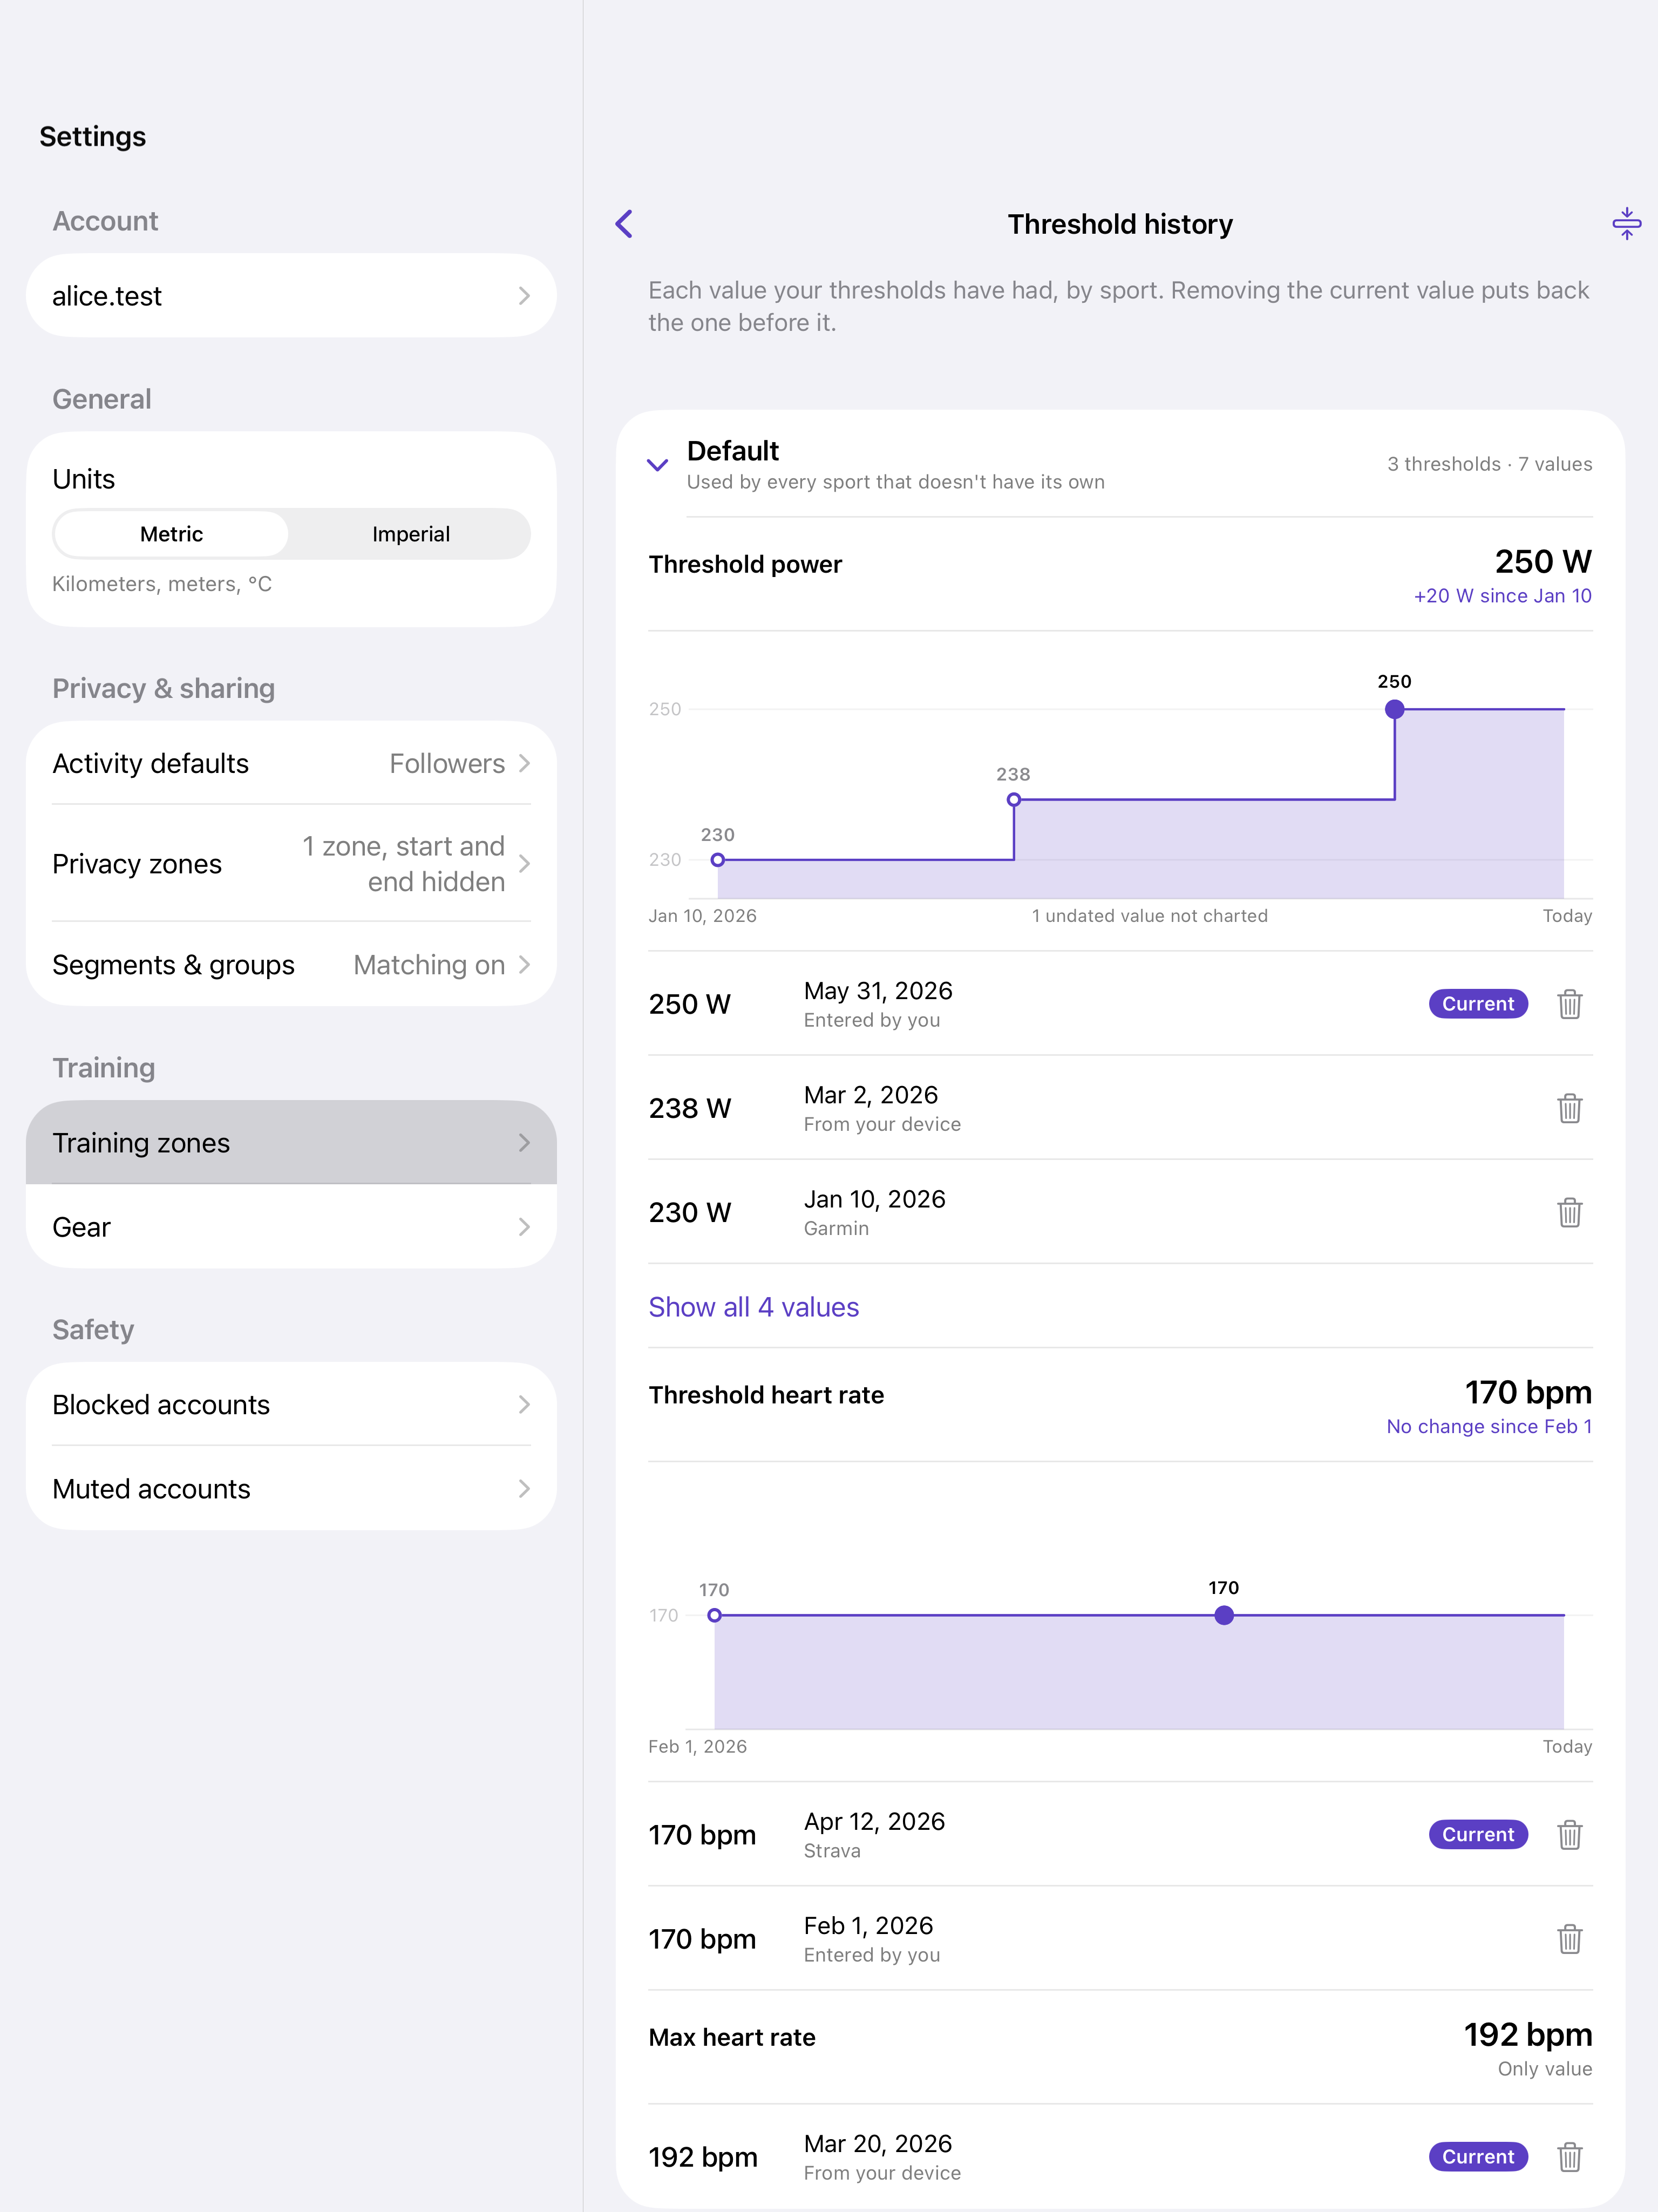 Settings
Account
alice.test
General
Units
Metric
Imperial
Kilometers, meters, °C
Privacy & sharing
Activity defaults
Followers
Privacy zones
1 zone, start and
end hidden
Segments & groups
Matching on
Training
Training zones
Gear
Safety
Blocked accounts
Muted accounts
Threshold history
Each value your thresholds have had, by sport. Removing the current value puts back
the one before it.
Default
Used by every sport that doesn't have its own
3 thresholds · 7 values
Threshold power
250 W
+20 W since Jan 10
250
250
238
230
230
Jan 10, 2026
1 undated value not charted
Today
250 W
May 31, 2026
Entered by you
Current
238 W
Mar 2, 2026
From your device
230 W
Jan 10, 2026
Garmin
Show all 4 values
Threshold heart rate
170 bpm
No change since Feb 1
170
170
170
Feb 1, 2026
Today
170 bpm
Apr 12, 2026
Strava
Current
170 bpm
Feb 1, 2026
Entered by you
Max heart rate
192 bpm
Only value
192 bpm
Mar 20, 2026
From your device
Current